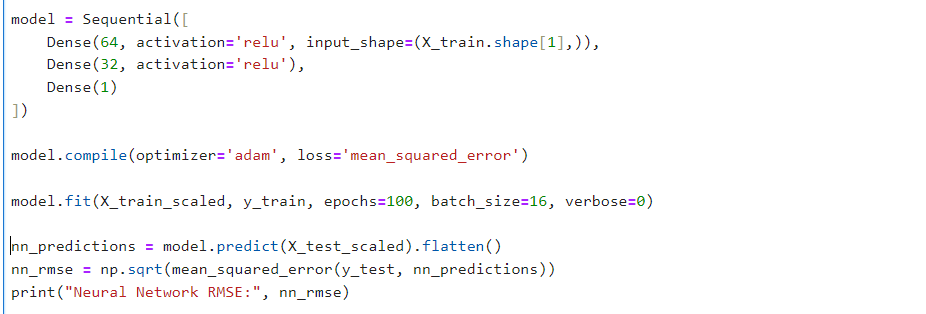 model = Sequential([
    Dense(64, activation='relu', input_shape=(X_train.shape[1],)),
    Dense(32, activation='relu'),
    Dense(1)
])

model.compile(optimizer='adam', loss='mean_squared_error')

model.fit(X_train_scaled, y_train, epochs=100, batch_size=16, verbose=0)

nn_predictions = model.predict(X_test_scaled).flatten()
nn_rmse = np.sqrt(mean_squared_error(y_test, nn_predictions))
print("Neural Network RMSE:", nn_rmse)